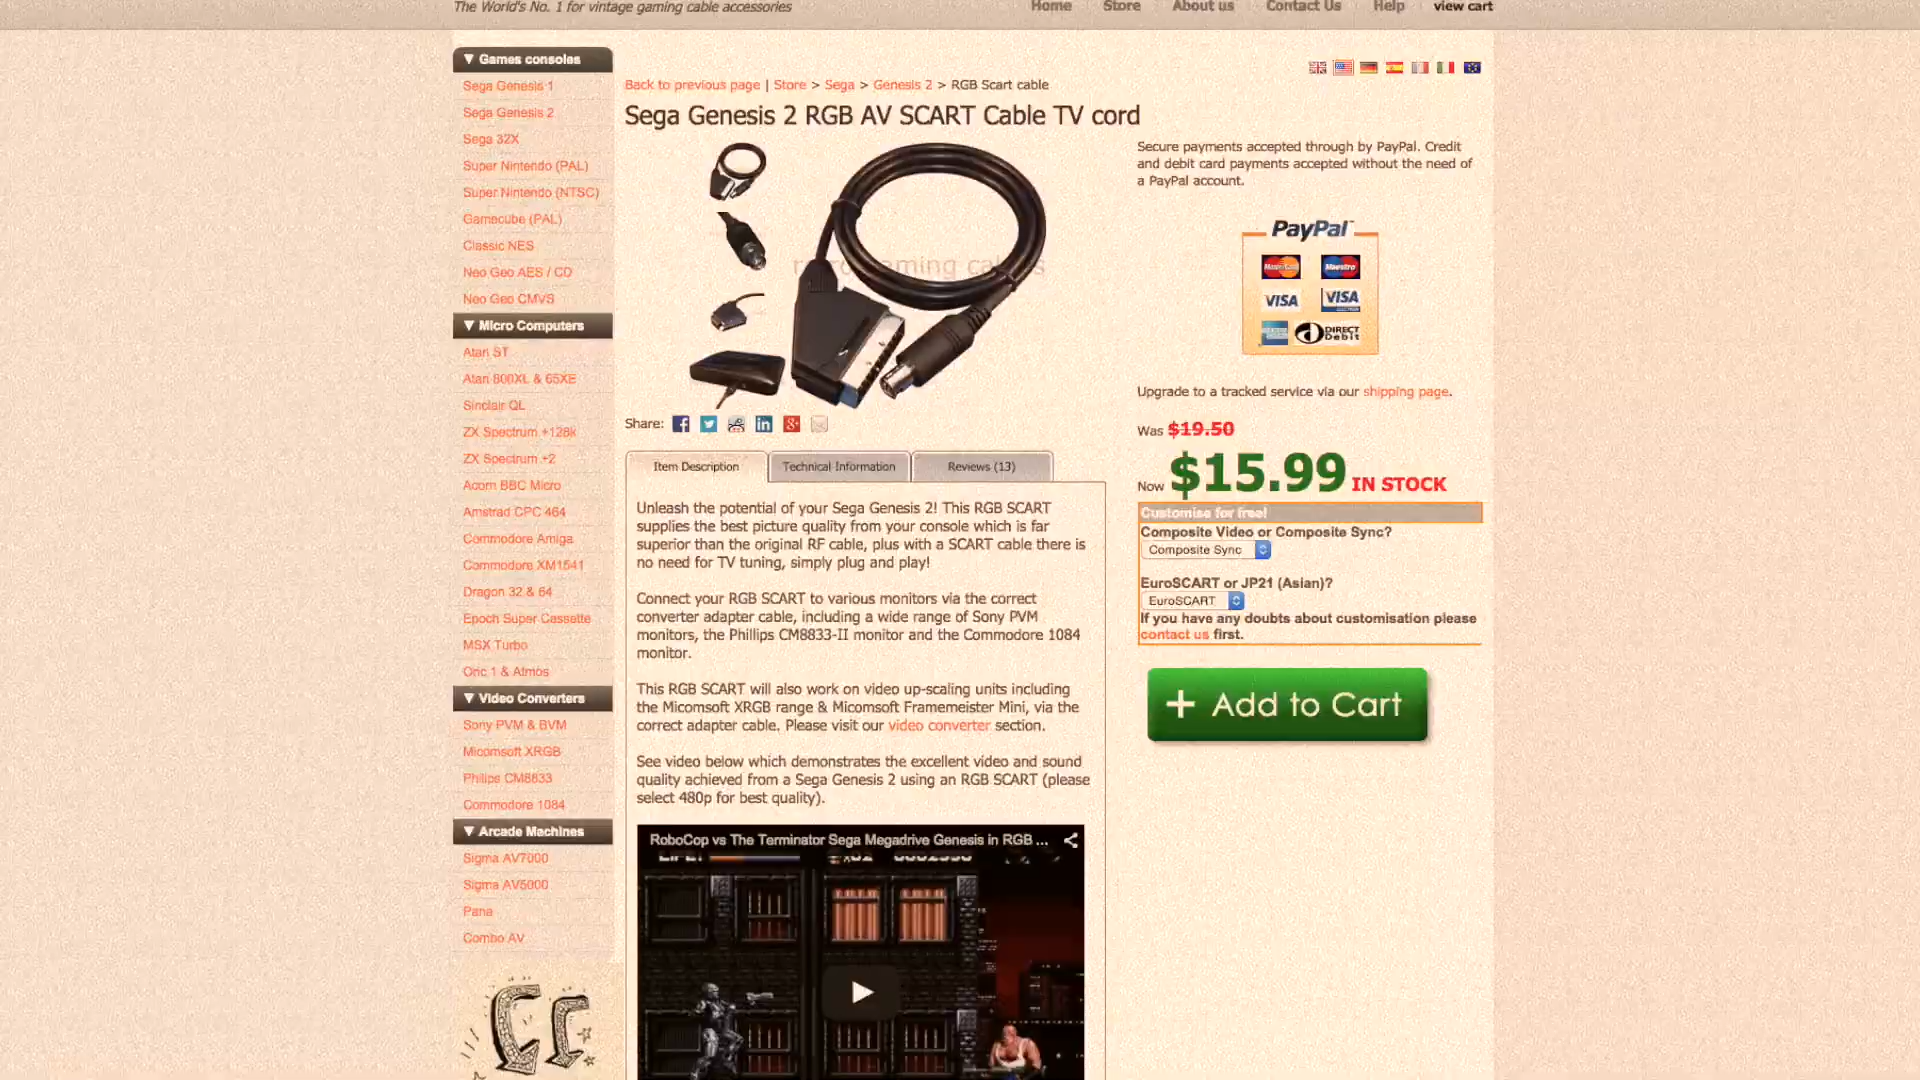 The World's No. 1 for vintage gaming cable accessories
Home Store About us Contact Us Help view cart
▼ Games consoles
Sega Genesis 1
Sega Genesis 2
Sega 32X
Super Nintendo (PAL)
Super Nintendo (NTSC)
Gamecube (PAL)
Classic NES
Neo Geo AES / CD
Neo Geo CMVS
▼ Micro Computers
Atari ST
Atari 800XL & 65XE
Sinclair QL
ZX Spectrum +128k
ZX Spectrum +2
Acorn BBC Micro
Amstrad CPC 464
Commodore Amiga
Commodore XM1541
Dragon 32 & 64
Epoch Super Cassette
MSX Turbo
Oric 1 & Atmos
▼ Video Converters
Sony PVM & BVM
Micomsoft XRGB
Philips CM8833
Commodore 1084
▼ Arcade Machines
Sigma AV7000
Sigma AV5000
Pana
Combo AV
Back to previous page | Store > Sega > Genesis 2 > RGB Scart cable
Sega Genesis 2 RGB AV SCART Cable TV cord
retro gaming cables
Share:
Item Description Technical Information Reviews (13)
Unleash the potential of your Sega Genesis 2! This RGB SCART
supplies the best picture quality from your console which is far
superior than the original RF cable, plus with a SCART cable there is
no need for TV tuning, simply plug and play!
Connect your RGB SCART to various monitors via the correct
converter adapter cable, including a wide range of Sony PVM
monitors, the Phillips CM8833-II monitor and the Commodore 1084
monitor.
This RGB SCART will also work on video up-scaling units including
the Micomsoft XRGB range & Micomsoft Framemeister Mini, via the
correct adapter cable. Please visit our video converter section.
See video below which demonstrates the excellent video and sound
quality achieved from a Sega Genesis 2 using an RGB SCART (please
select 480p for best quality).
RoboCop vs The Terminator Sega Megadrive Genesis in RGB ...
Secure payments accepted through by PayPal. Credit
and debit card payments accepted without the need of
a PayPal account.
PayPal
MasterCard Maestro
VISA VISA
DIRECT Debit
Upgrade to a tracked service via our shipping page.
Was $19.50
Now $15.99 IN STOCK
Customise for free!
Composite Video or Composite Sync?
Composite Sync
EuroSCART or JP21 (Asian)?
EuroSCART
If you have any doubts about customisation please
contact us first.
+ Add to Cart